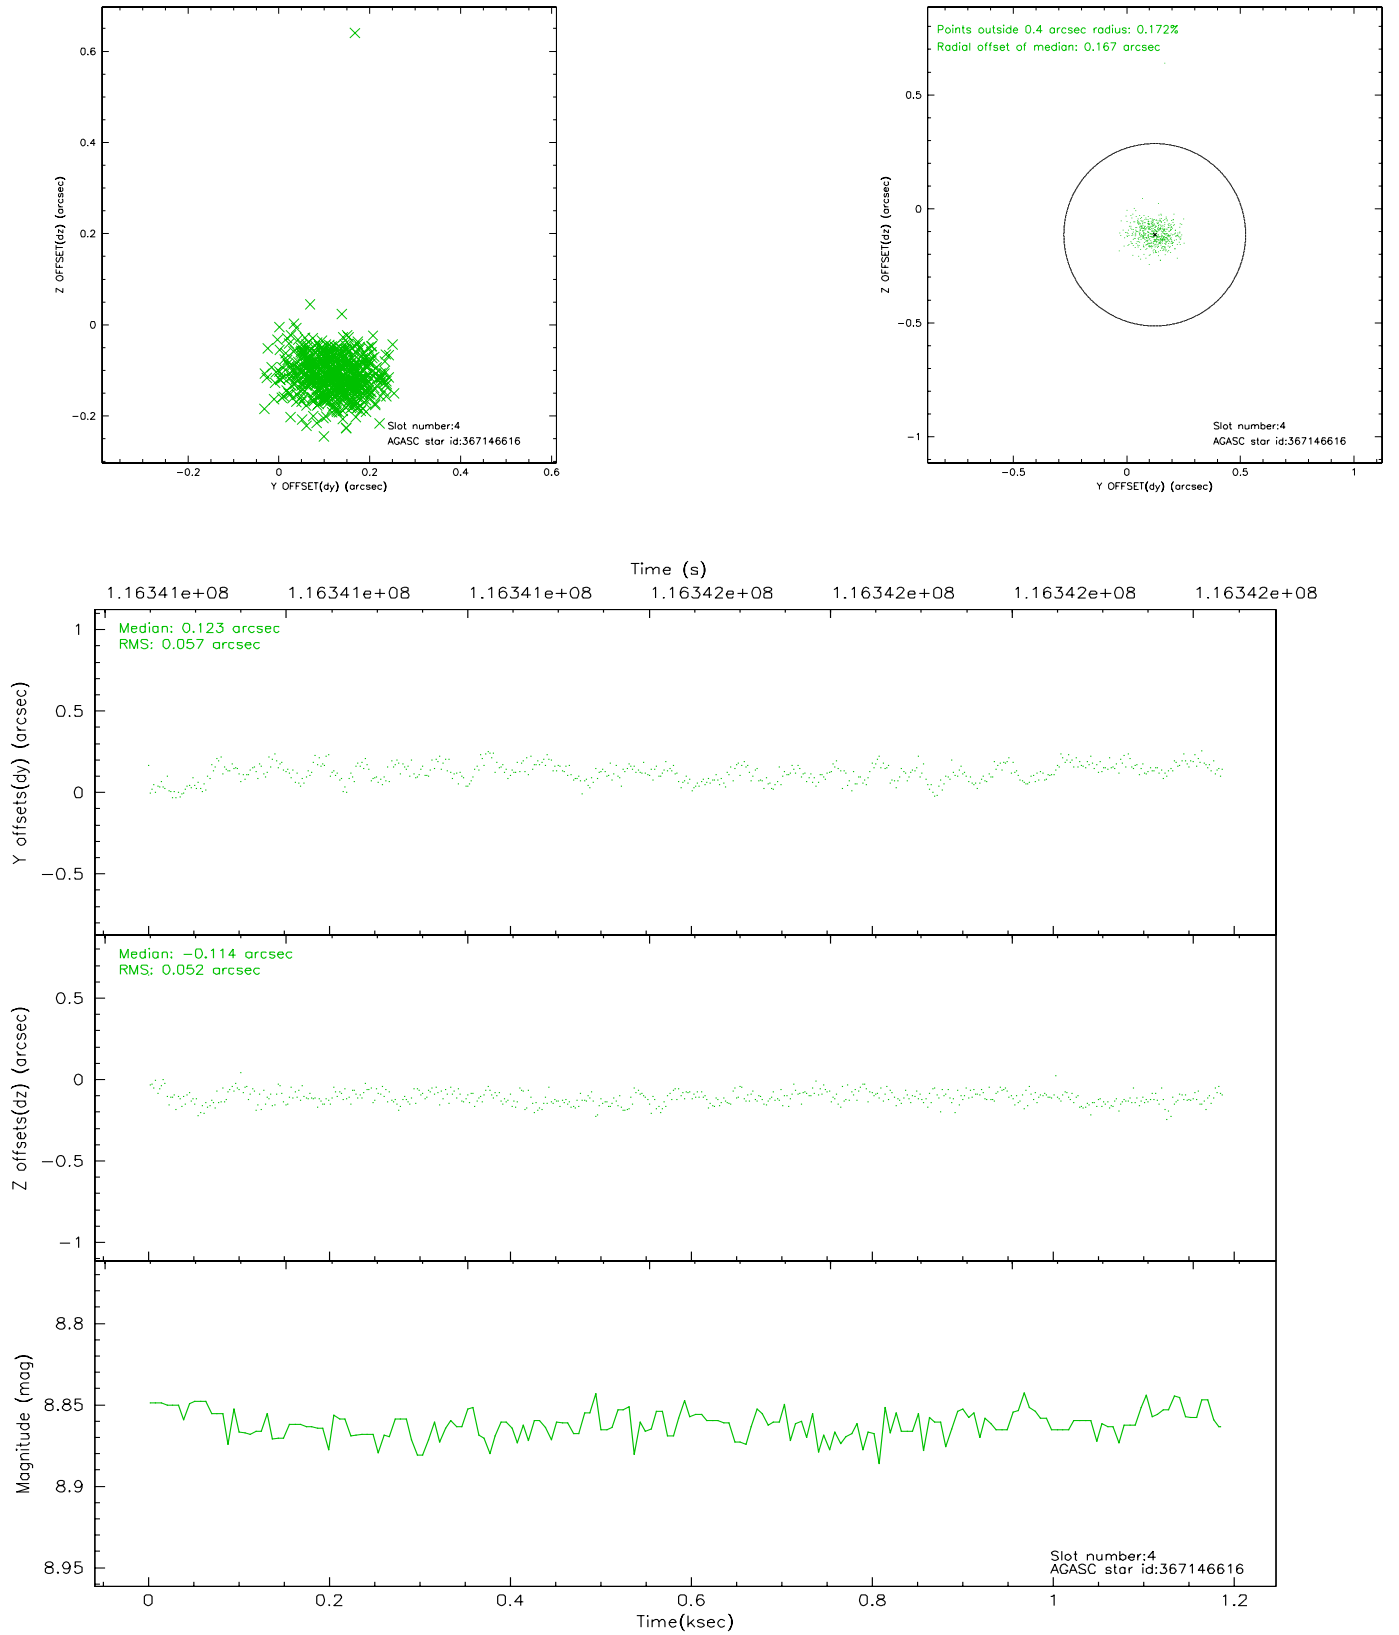 0.6
0.4
0.2
0
−0.2
Z OFFSET(dz) (arcsec)
Slot number:4
AGASC star id:367146616
−0.2 0 0.2 0.4 0.6
Y OFFSET(dy) (arcsec)
Points outside 0.4 arcsec radius: 0.172%
Radial offset of median: 0.167 arcsec
0.5
0
−0.5
−1
Z OFFSET(dz) (arcsec)
Slot number:4
AGASC star id:367146616
−0.5 0 0.5 1
Y OFFSET(dy) (arcsec)
Time (s)
1.16341e+08 1.16341e+08 1.16341e+08 1.16342e+08 1.16342e+08 1.16342e+08 1.16342e+08
Median: 0.123 arcsec
RMS: 0.057 arcsec
1
0.5
0
−0.5
Y offsets(dy) (arcsec)
Median: −0.114 arcsec
RMS: 0.052 arcsec
0.5
0
−0.5
−1
Z offsets(dz) (arcsec)
8.8
8.85
8.9
8.95
Magnitude (mag)
Slot number:4
AGASC star id:367146616
0 0.2 0.4 0.6 0.8 1 1.2
Time(ksec)